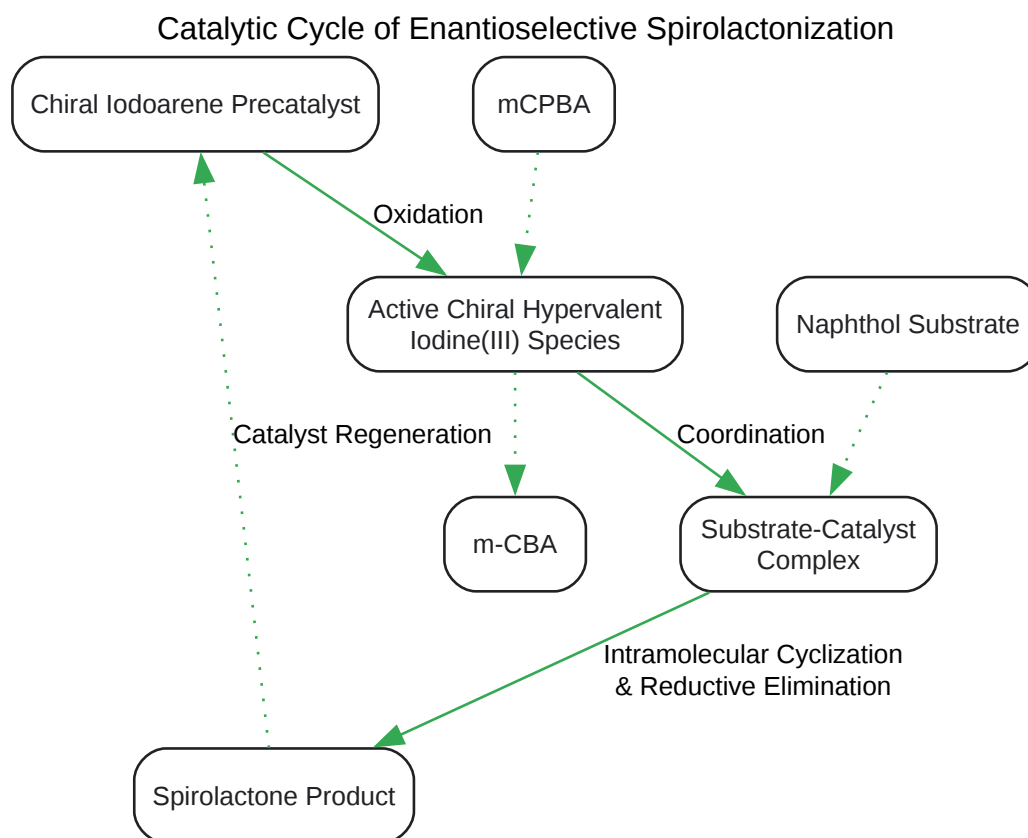 Catalytic Cycle of Enantioselective Spirolactonization
Chiral Iodoarene Precatalyst
mCPBA
Oxidation
Active Chiral Hypervalent
Iodine(III) Species
Naphthol Substrate
Catalyst Regeneration
Coordination
m-CBA
Substrate-Catalyst
Complex
Intramolecular Cyclization
& Reductive Elimination
Spirolactone Product